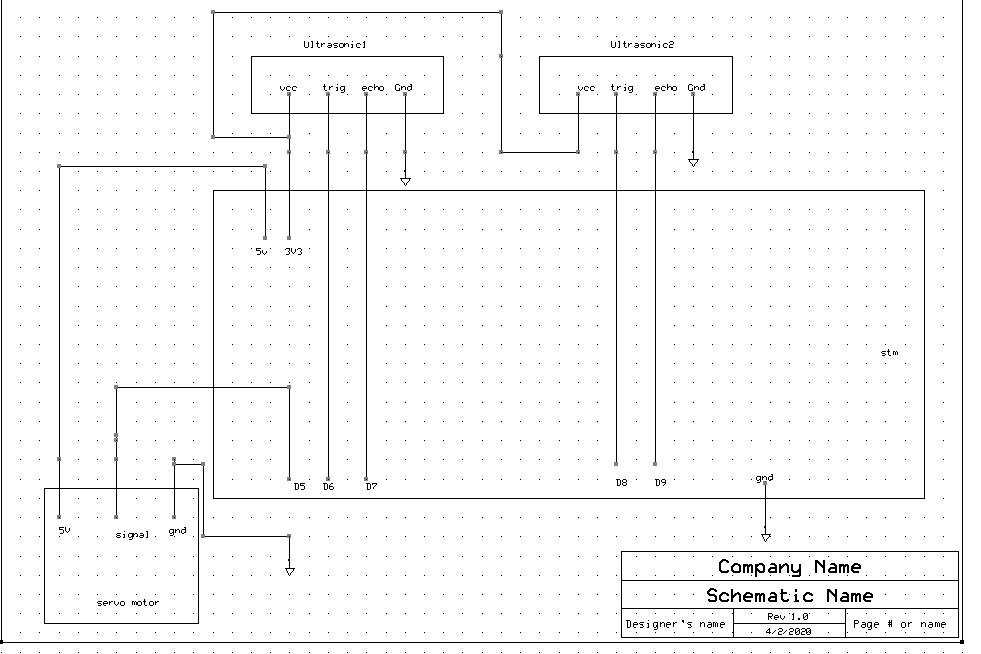 Ultrasonic1
Ultrasonic2
vcc trig echo Gnd
vcc trig echo Gnd
5v 3V3
stm
D5 D6 D7
D8 D9
gnd
5V signal gnd
servo motor
Company Name
Schematic Name
Designer's name
Rev 1.0
4/2/2020
Page # or name